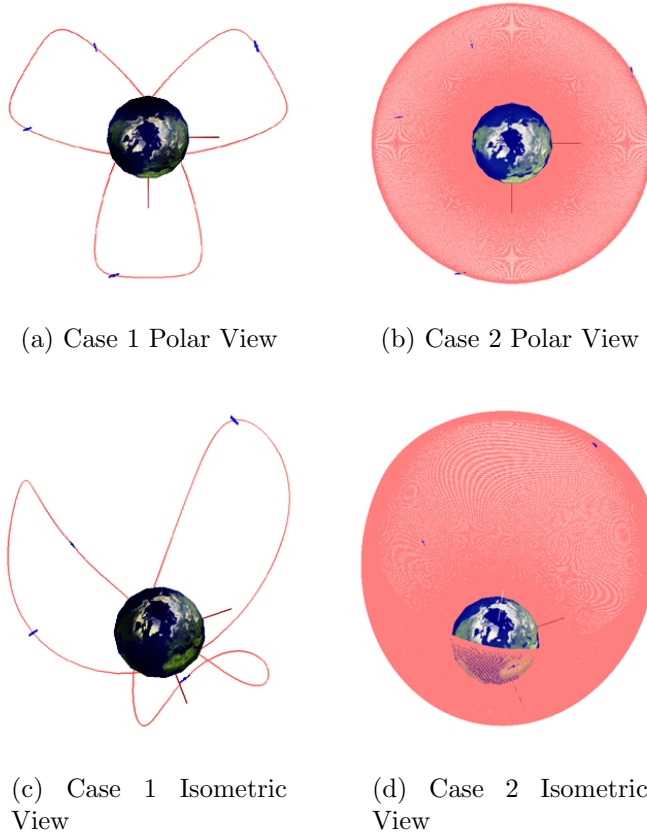 (a) Case 1 Polar View
(b) Case 2 Polar View
(c) Case 1 Isometric
View
(d) Case 2 Isometric
View